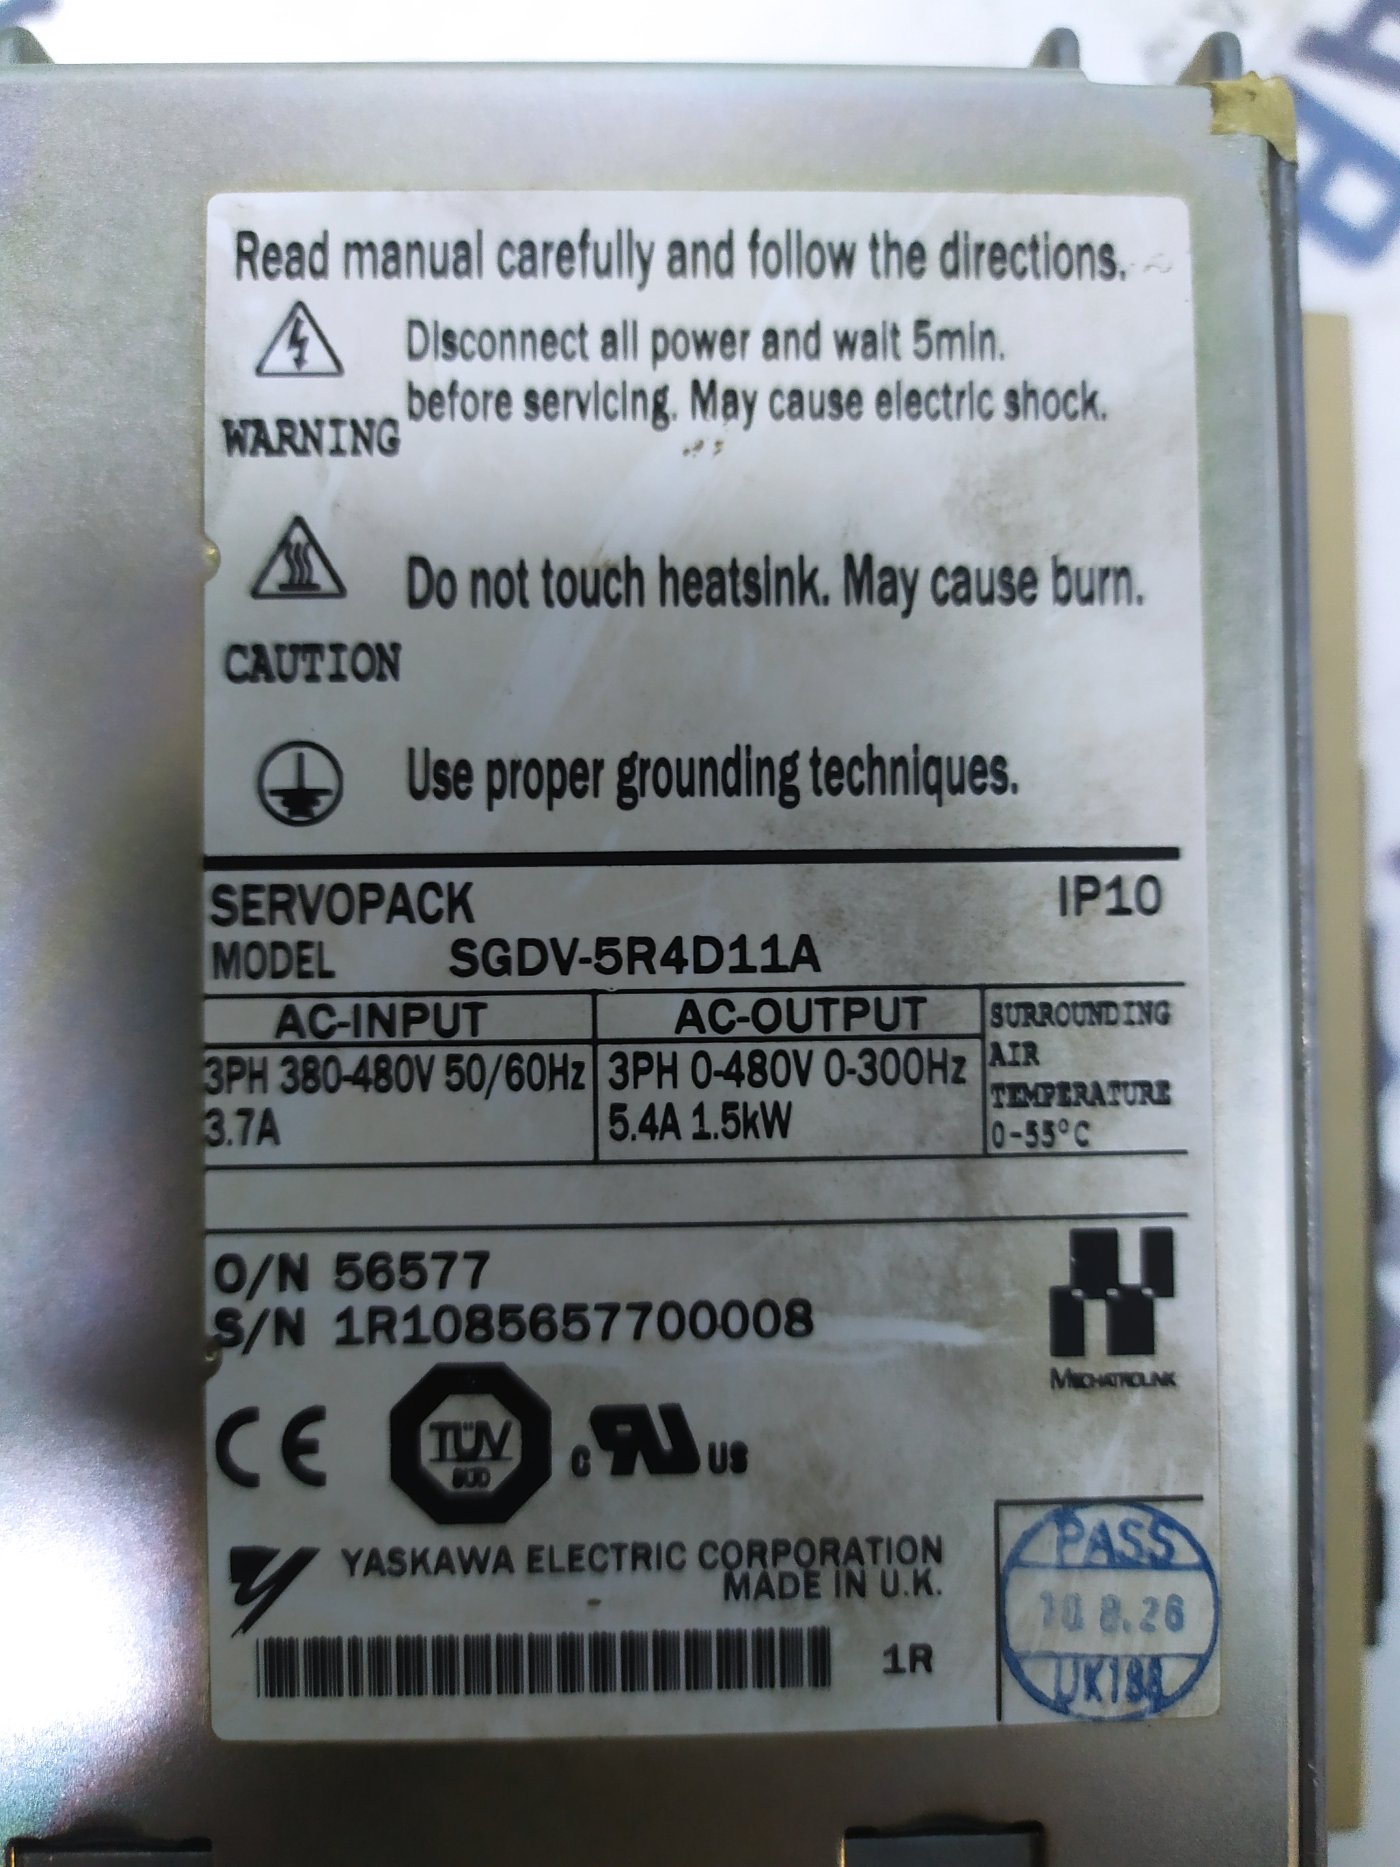 Read manual carefully and follow the directions.
Disconnect all power and wait 5min.
before servicing. May cause electric shock.
WARNING
Do not touch heatsink. May cause burn.
CAUTION
Use proper grounding techniques.
SERVOPACK
IP10
MODEL SGDV-5R4D11A
AC-INPUT
3PH 380-480V 50/60Hz
3.7A
AC-OUTPUT
3PH 0-480V 0-300Hz
5.4A 1.5kW
SURROUNDING
AIR
TEMPERATURE
0-55°C
O/N 56577
S/N 1R1085657700008
MECHATROLINK
CE
TÜV
SÜD
c RU US
YASKAWA ELECTRIC CORPORATION
MADE IN U.K.
1R
PASS
10 8.26